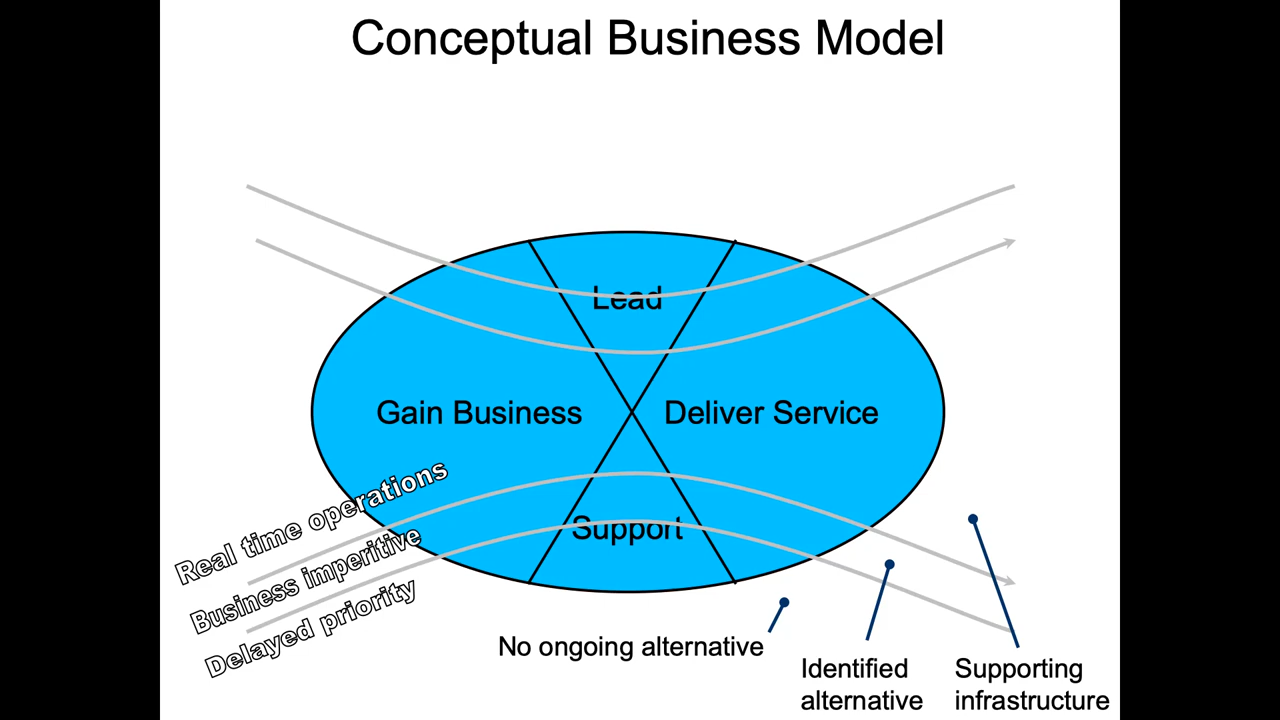 Conceptual Business Model
Lead
Gain Business
Deliver Service
Real time operations
Business imperitive
Support
Delayed priority
No ongoing alternative
Identified
alternative
Supporting
infrastructure